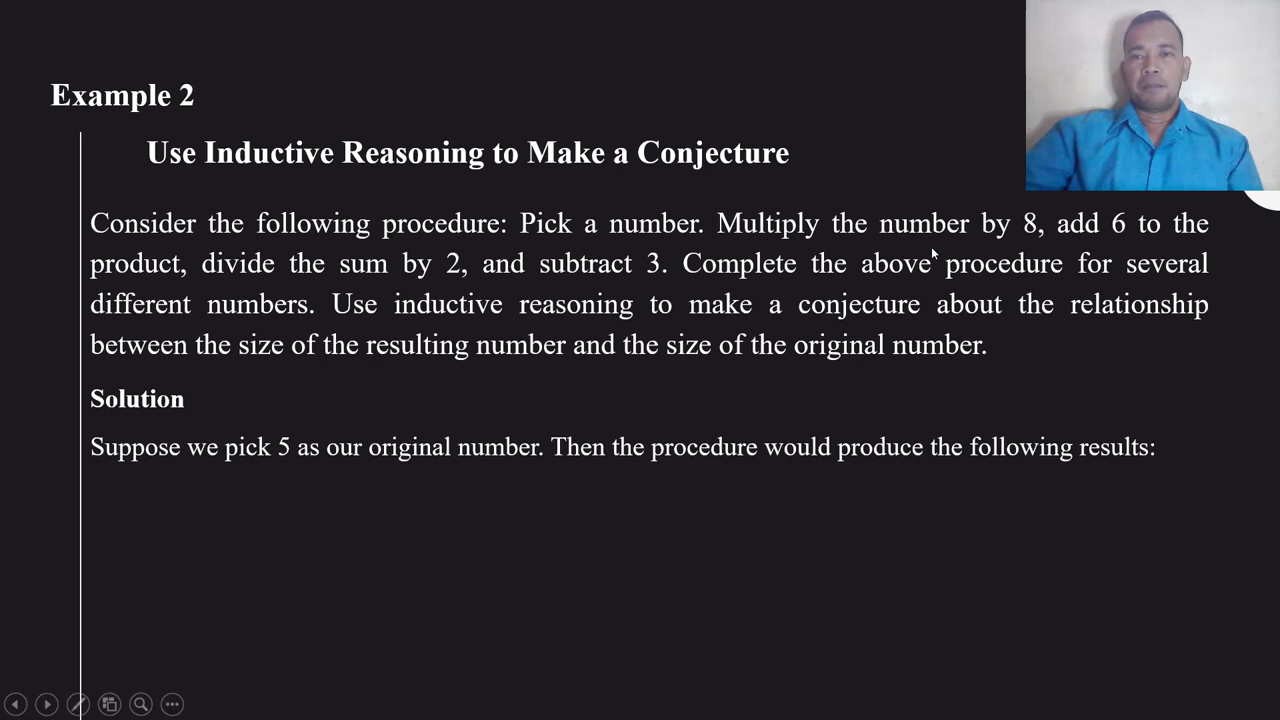 Example 2
Use Inductive Reasoning to Make a Conjecture
Consider the following procedure: Pick a number. Multiply the number by 8, add 6 to the
product, divide the sum by 2, and subtract 3. Complete the above procedure for several
different numbers. Use inductive reasoning to make a conjecture about the relationship
between the size of the resulting number and the size of the original number.
Solution
Suppose we pick 5 as our original number. Then the procedure would produce the following results: